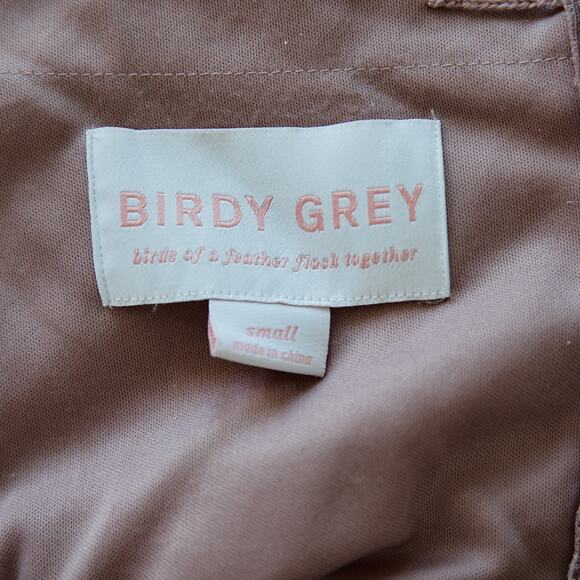 BIRDY GREY
birds of a feather flock together
small
made in china